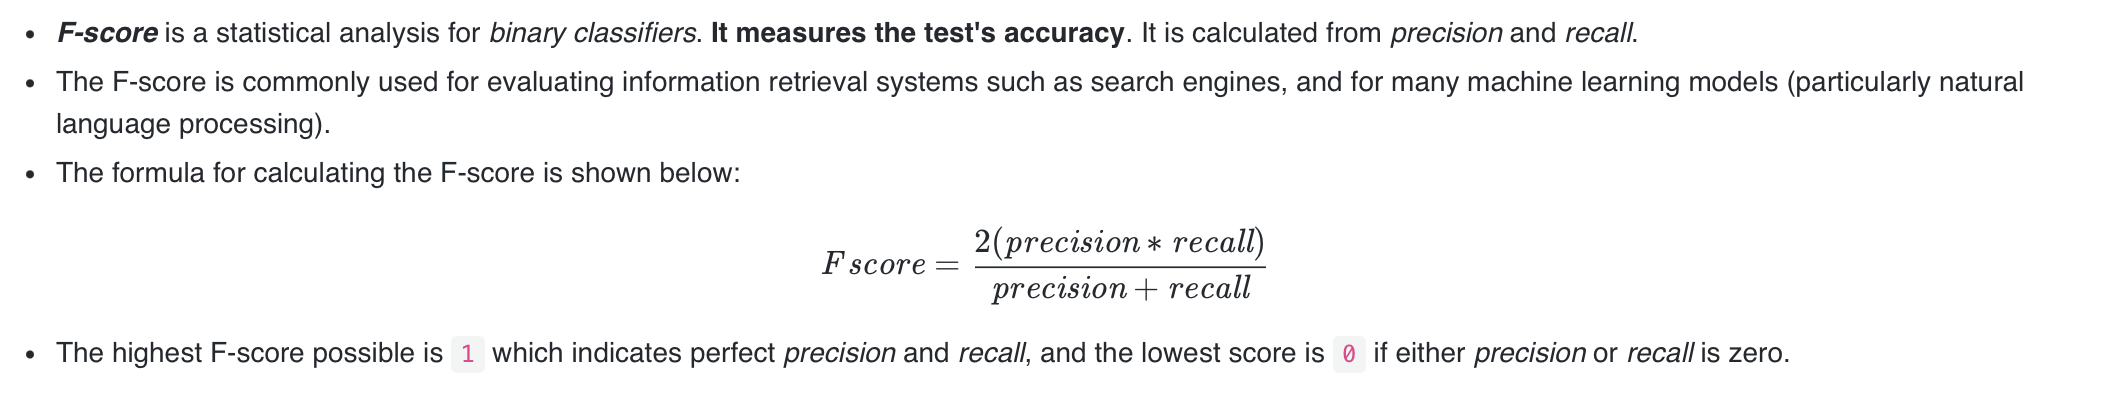 • F-score is a statistical analysis for binary classifiers. It measures the test's accuracy. It is calculated from precision and recall.
• The F-score is commonly used for evaluating information retrieval systems such as search engines, and for many machine learning models (particularly natural
language processing).
• The formula for calculating the F-score is shown below:
F score = 2(precision * recall) / precision + recall
• The highest F-score possible is 1 which indicates perfect precision and recall, and the lowest score is 0 if either precision or recall is zero.